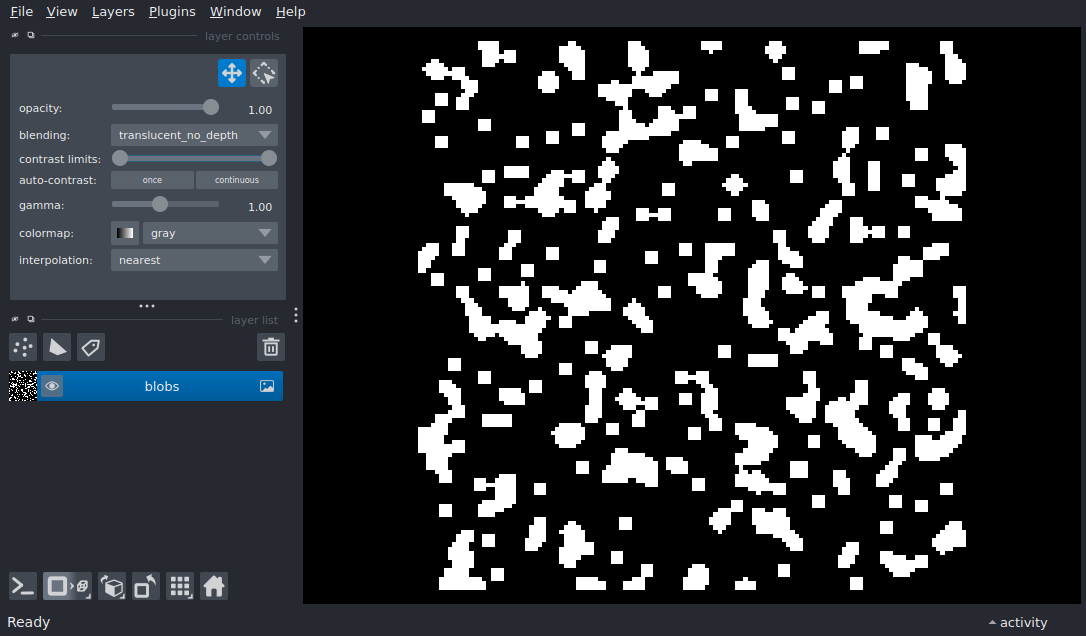 File View Layers Plugins Window Help
layer controls
opacity: 1.00
blending: translucent_no_depth
contrast limits:
auto-contrast: once continuous
gamma: 1.00
colormap: gray
interpolation: nearest
layer list
blobs
Ready activity